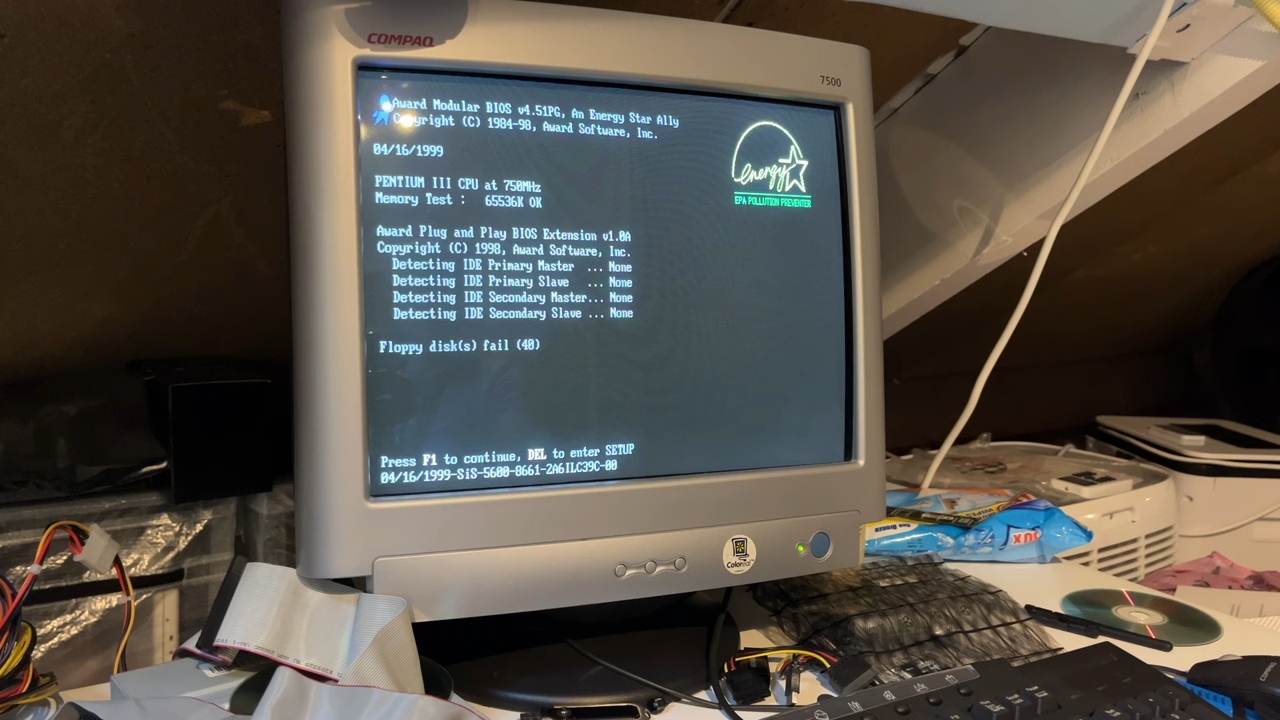 COMPAQ
7500
Award Modular BIOS v4.51PG, An Energy Star Ally
Copyright (C) 1984-98, Award Software, Inc.
energy
EPA POLLUTION PREVENTER
04/16/1999
PENTIUM III CPU at 750MHz
Memory Test : 65536K OK
Award Plug and Play BIOS Extension v1.0A
Copyright (C) 1998, Award Software, Inc.
Detecting IDE Primary Master ... None
Detecting IDE Primary Slave ... None
Detecting IDE Secondary Master... None
Detecting IDE Secondary Slave ... None
Floppy disk(s) fail (40)
Press F1 to continue, DEL to enter SETUP
04/16/1999-SiS-5600-0661-2A6ILC39C-00
WIPES